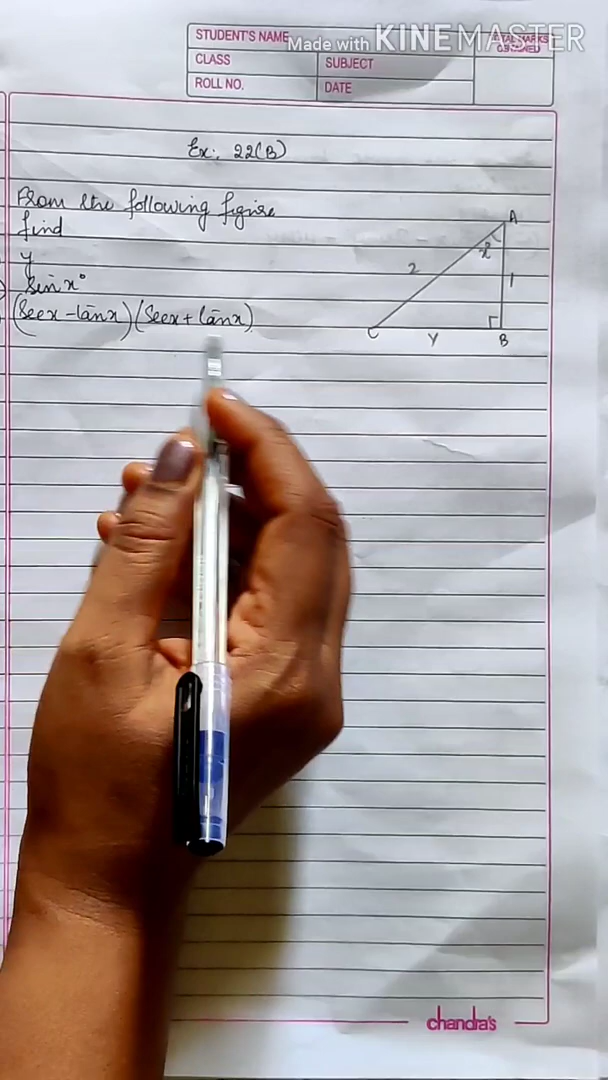 STUDENT'S NAME
Made with KINEMASTER
CLASS
SUBJECT
ROLL NO.
DATE
Ex:. 22(B)
From the following figure
find
y
sin x°
(Secx - tanx) (Secx + tanx)
A
x°
2
1
C
y
B
chandra's